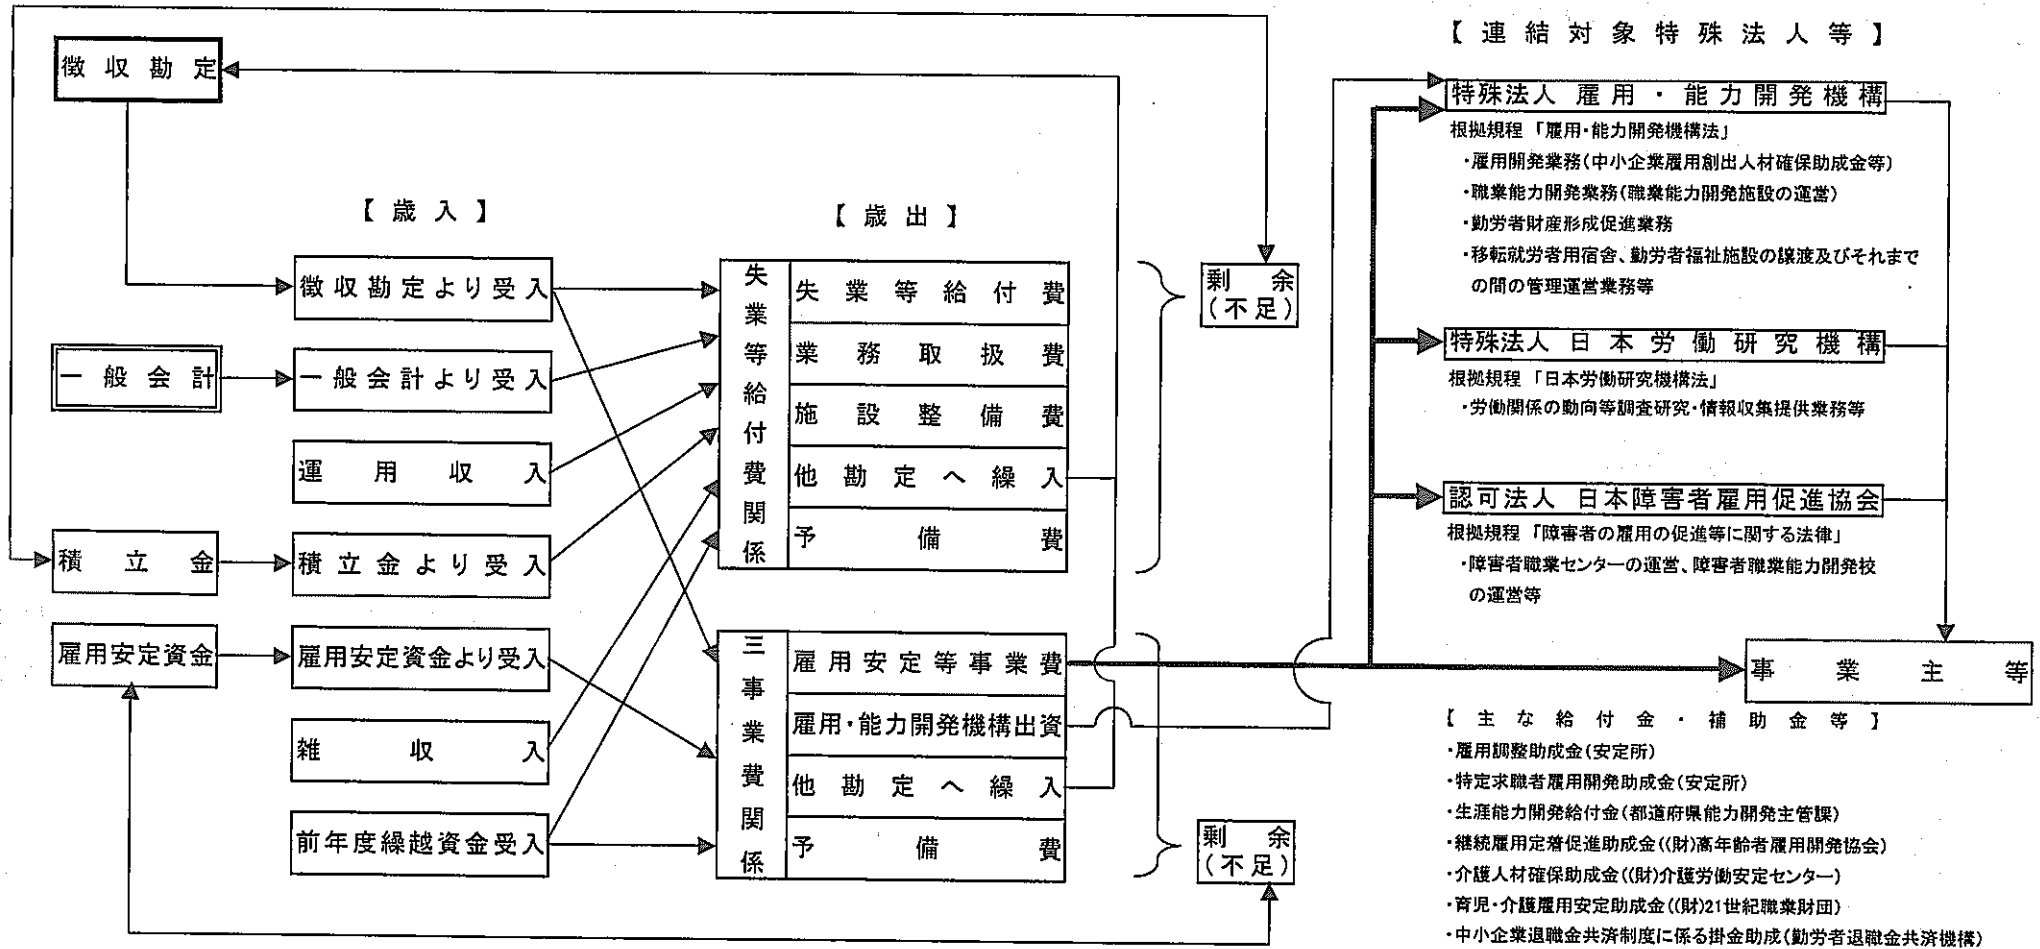 徴収勘定
一般会計
積立金
雇用安定資金
【歳入】
徴収勘定より受入
一般会計より受入
運用収入
積立金より受入
雇用安定資金より受入
雑収入
前年度繰越資金受入
【歳出】
失業等給付費関係
失業等給付費
業務取扱費
施設整備費
他勘定へ繰入
予備費
三事業費関係
雇用安定等事業費
雇用・能力開発機構出資
他勘定へ繰入
予備費
剰余
(不足)
剰余
(不足)
【連結対象特殊法人等】
特殊法人 雇用・能力開発機構
根拠規程「雇用・能力開発機構法」
・雇用開発業務(中小企業雇用創出人材確保助成金等)
・職業能力開発業務(職業能力開発施設の運営)
・勤労者財産形成促進業務
・移転就労者用宿舎、勤労者福祉施設の譲渡及びそれまで
の間の管理運営業務等
特殊法人 日本労働研究機構
根拠規程「日本労働研究機構法」
・労働関係の動向等調査研究・情報収集提供業務等
認可法人 日本障害者雇用促進協会
根拠規程「障害者の雇用の促進等に関する法律」
・障害者職業センターの運営、障害者職業能力開発校
の運営等
事業主等
【主な給付金・補助金等】
・雇用調整助成金(安定所)
・特定求職者雇用開発助成金(安定所)
・生涯能力開発給付金(都道府県能力開発主管課)
・継続雇用定着促進助成金((財)高年齢者雇用開発協会)
・介護人材確保助成金((財)介護労働安定センター)
・育児・介護雇用安定助成金((財)21世紀職業財団)
・中小企業退職金共済制度に係る掛金助成(勤労者退職金共済機構)